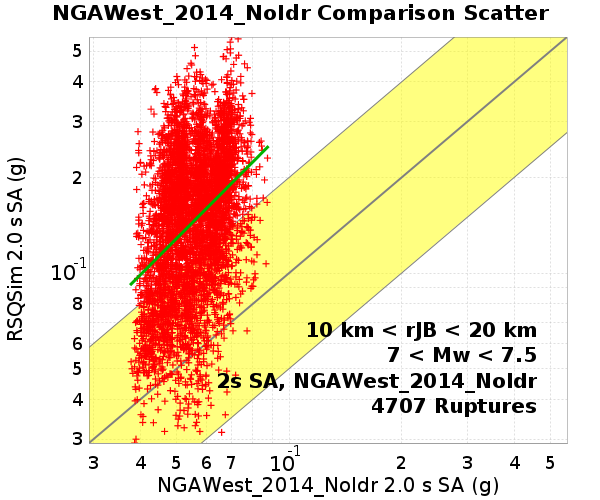 NGAWest_2014_NoIdr Comparison Scatter
RSQSim 2.0 s SA (g)
5
4
3
2
10^-1
8
6
5
4
3
10 km < rJB < 20 km
7 < Mw < 7.5
2s SA, NGAWest_2014_NoIdr
4707 Ruptures
3 4 5 6 7 10^-1 2 3 4 5
NGAWest_2014_NoIdr 2.0 s SA (g)